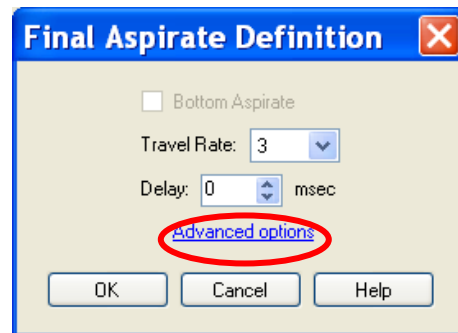 Final Aspirate Definition
Bottom Aspirate
Travel Rate: 3
Delay: 0 msec
Advanced options
OK Cancel Help